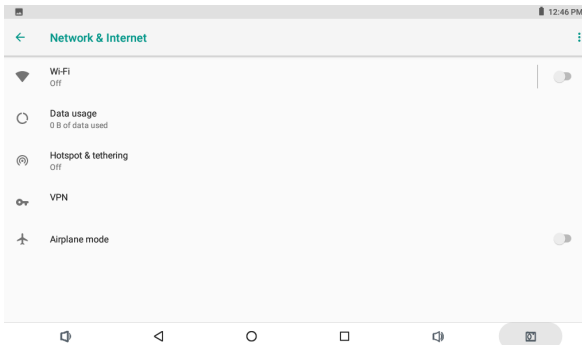 12:46 PM
Network & Internet
Wi-Fi
Off
Data usage
0 B of data used
Hotspot & tethering
Off
VPN
Airplane mode